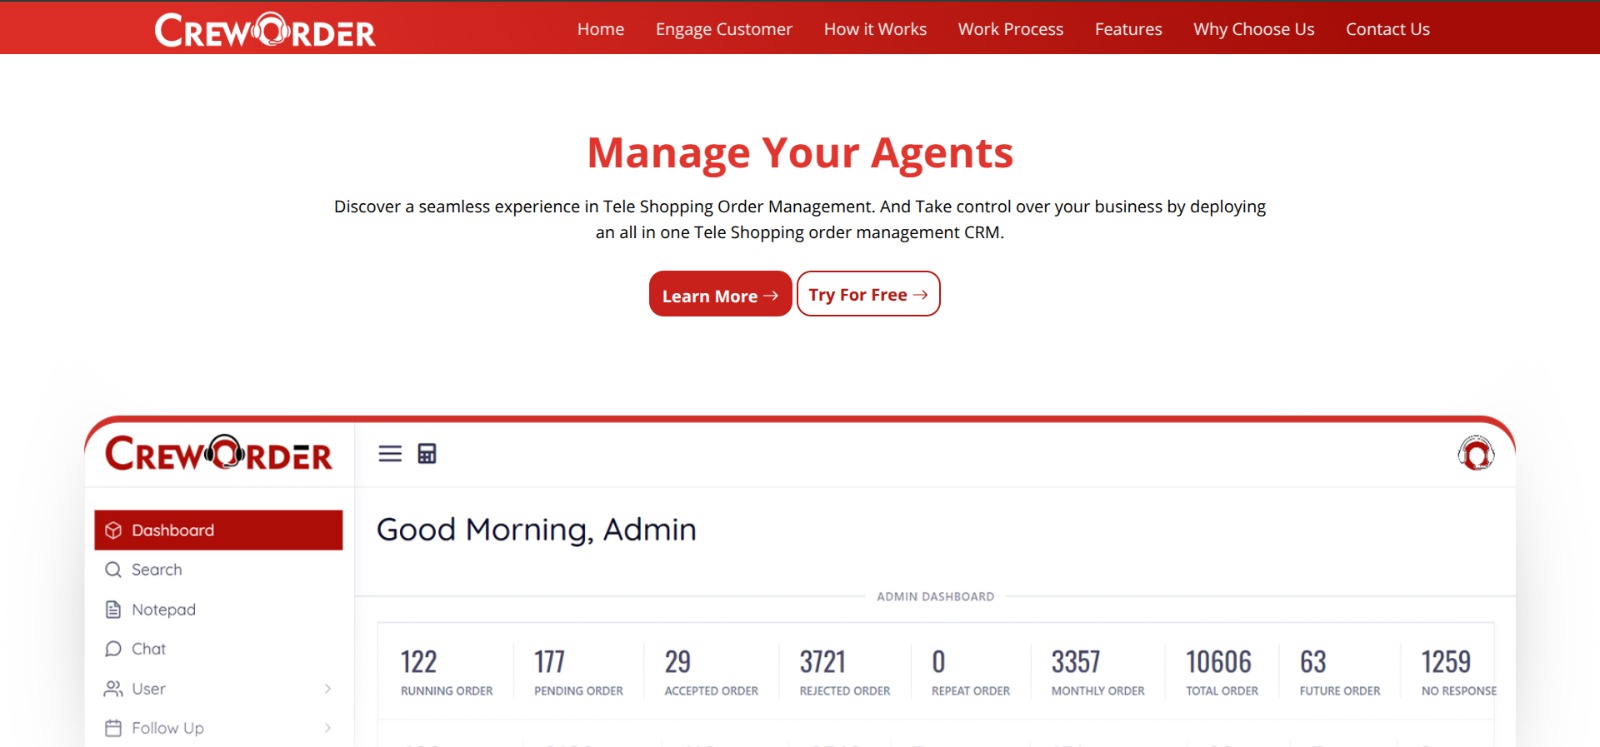 CREWORDER
Home Engage Customer How it Works Work Process Features Why Choose Us Contact Us
Manage Your Agents
Discover a seamless experience in Tele Shopping Order Management. And Take control over your business by deploying
an all in one Tele Shopping order management CRM.
Learn More → Try For Free →
CREWORDER
Good Morning, Admin
Dashboard
Search
Notepad
Chat
User
Follow Up
ADMIN DASHBOARD
122 177 29 3721 0 3357 10606 63 1259
RUNNING ORDER PENDING ORDER ACCEPTED ORDER REJECTED ORDER REPEAT ORDER MONTHLY ORDER TOTAL ORDER FUTURE ORDER NO RESPONSE